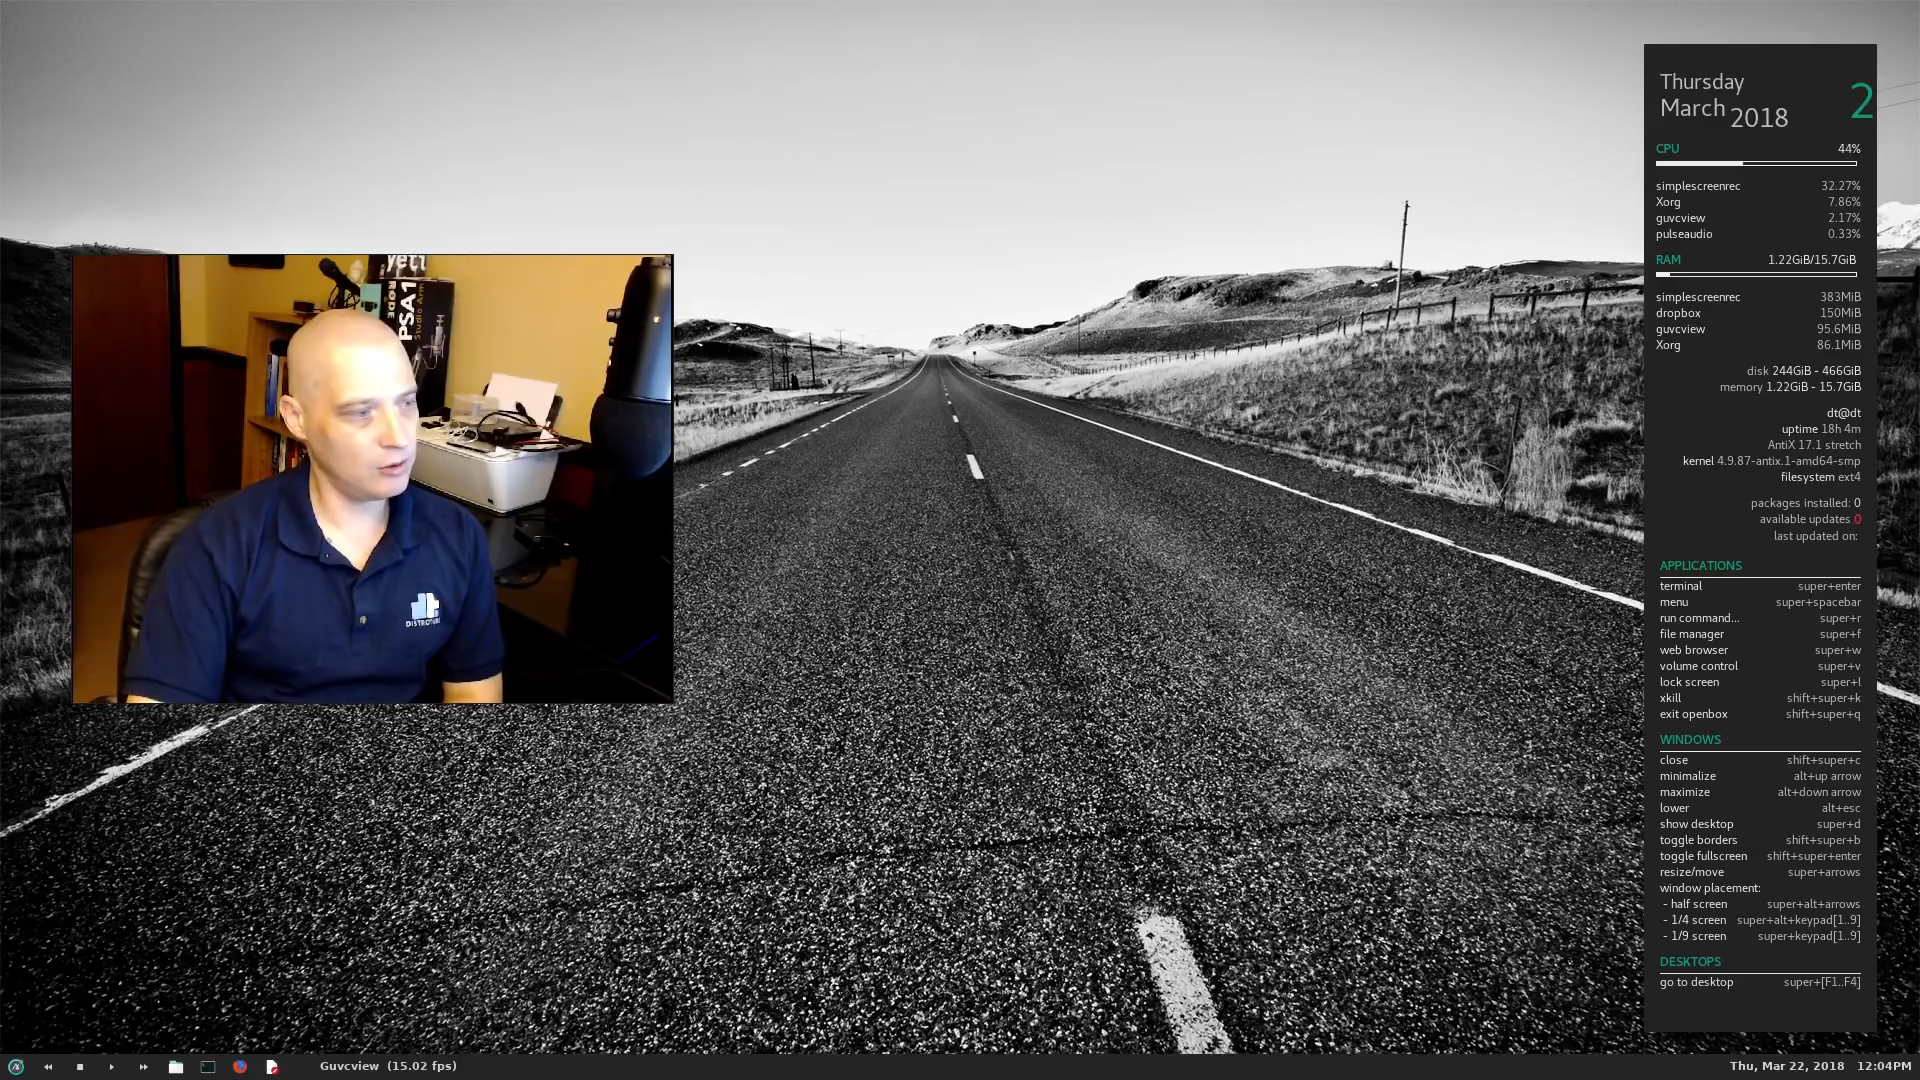 Thursday
March 2018
2
CPU 44%
simplescreenrec 32.27%
Xorg 7.86%
guvcview 2.17%
pulseaudio 0.33%
RAM 1.22GiB/15.7GiB
simplescreenrec 383MiB
dropbox 150MiB
guvcview 95.6MiB
Xorg 86.1MiB
disk 244GiB - 466GiB
memory 1.22GiB - 15.7GiB
dt@dt
uptime 18h 4m
AntiX 17.1 stretch
kernel 4.9.87-antix.1-amd64-smp
filesystem ext4
packages installed: 0
available updates 0
last updated on:
APPLICATIONS
terminal super+enter
menu super+spacebar
run command... super+r
file manager super+f
web browser super+w
volume control super+v
lock screen super+l
xkill shift+super+k
exit openbox shift+super+q
WINDOWS
close shift+super+c
minimalize alt+up arrow
maximize alt+down arrow
lower alt+esc
show desktop super+d
toggle borders shift+super+b
toggle fullscreen shift+super+enter
resize/move super+arrows
window placement:
- half screen super+alt+arrows
- 1/4 screen super+alt+keypad[1..9]
- 1/9 screen super+keypad[1..9]
DESKTOPS
go to desktop super+[F1..F4]
yeti
RODE
PSA1
Studio Arm
dt
DISTROTUBE
Guvcview (15.02 fps)
Thu, Mar 22, 2018 12:04PM